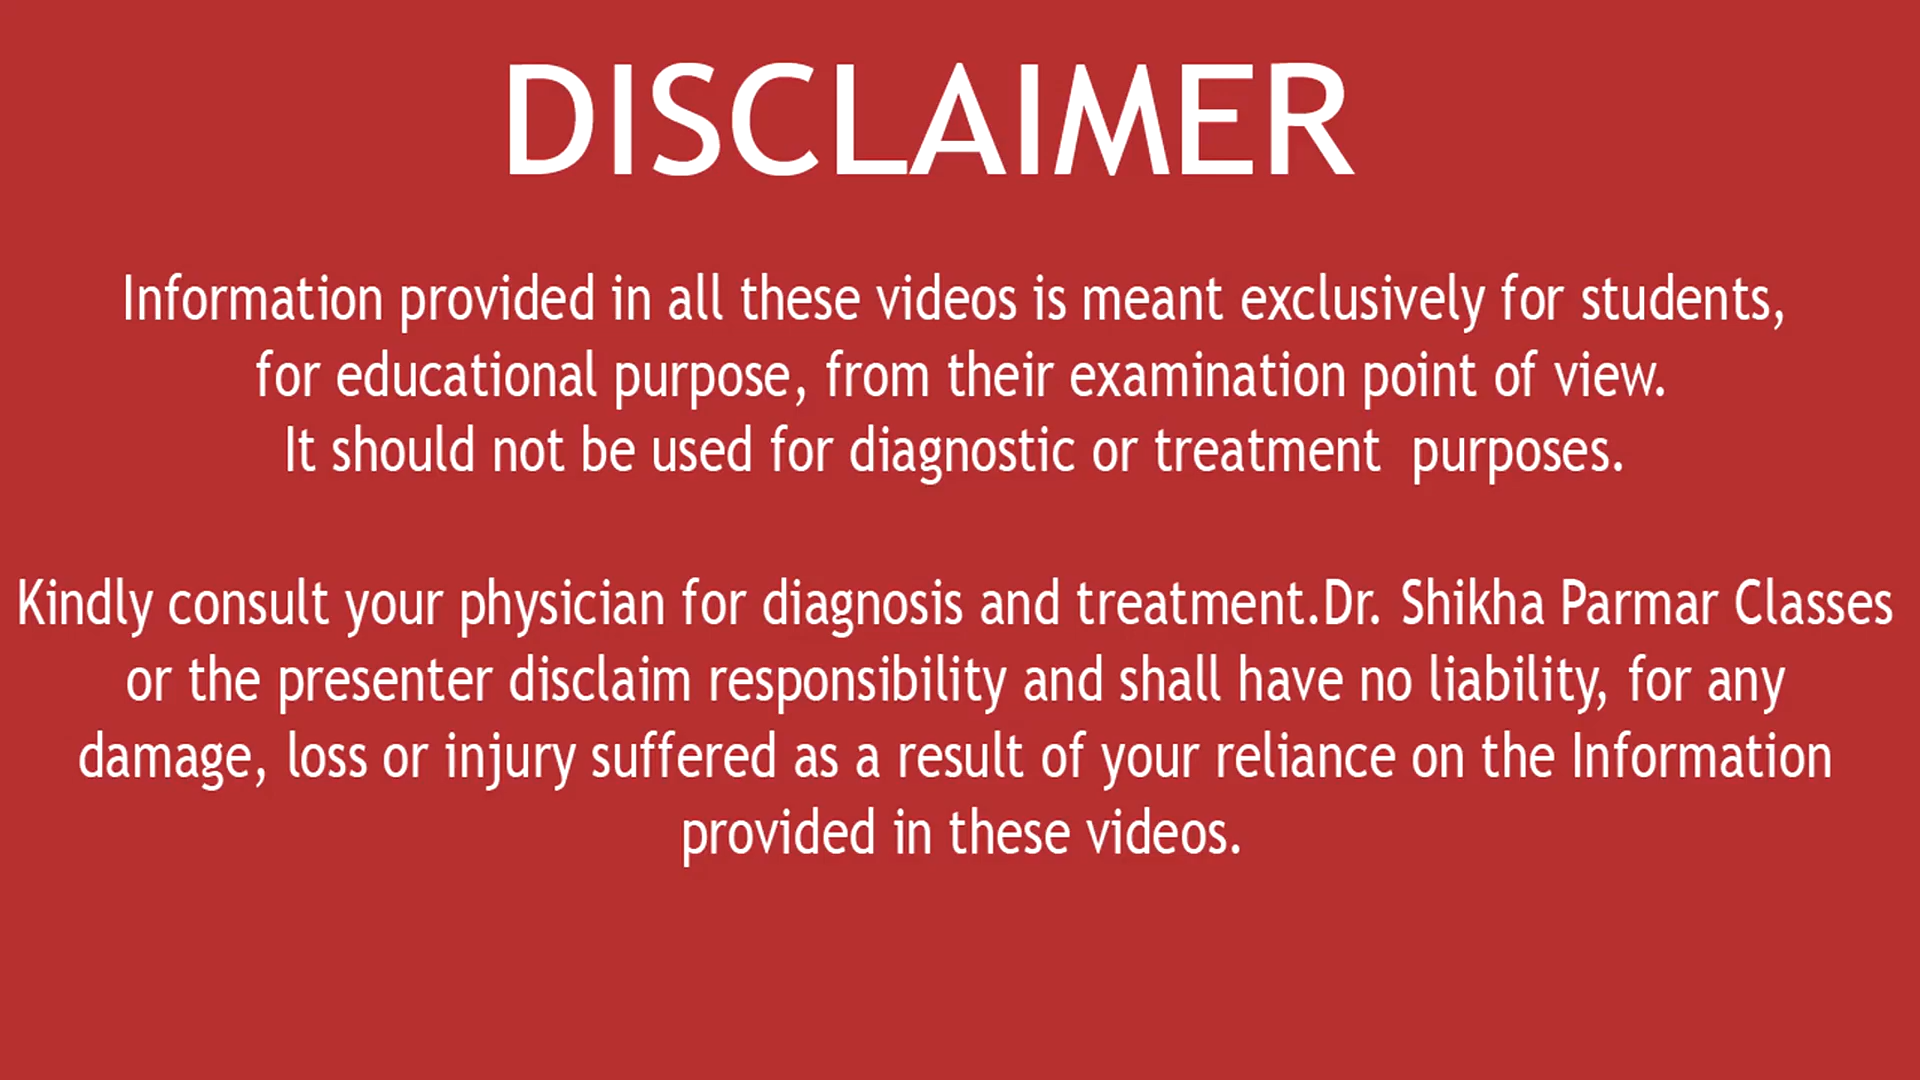 DISCLAIMER
Information provided in all these videos is meant exclusively for students,
for educational purpose, from their examination point of view.
It should not be used for diagnostic or treatment  purposes.
Kindly consult your physician for diagnosis and treatment.Dr. Shikha Parmar Classes
or the presenter disclaim responsibility and shall have no liability, for any
damage, loss or injury suffered as a result of your reliance on the Information
provided in these videos.